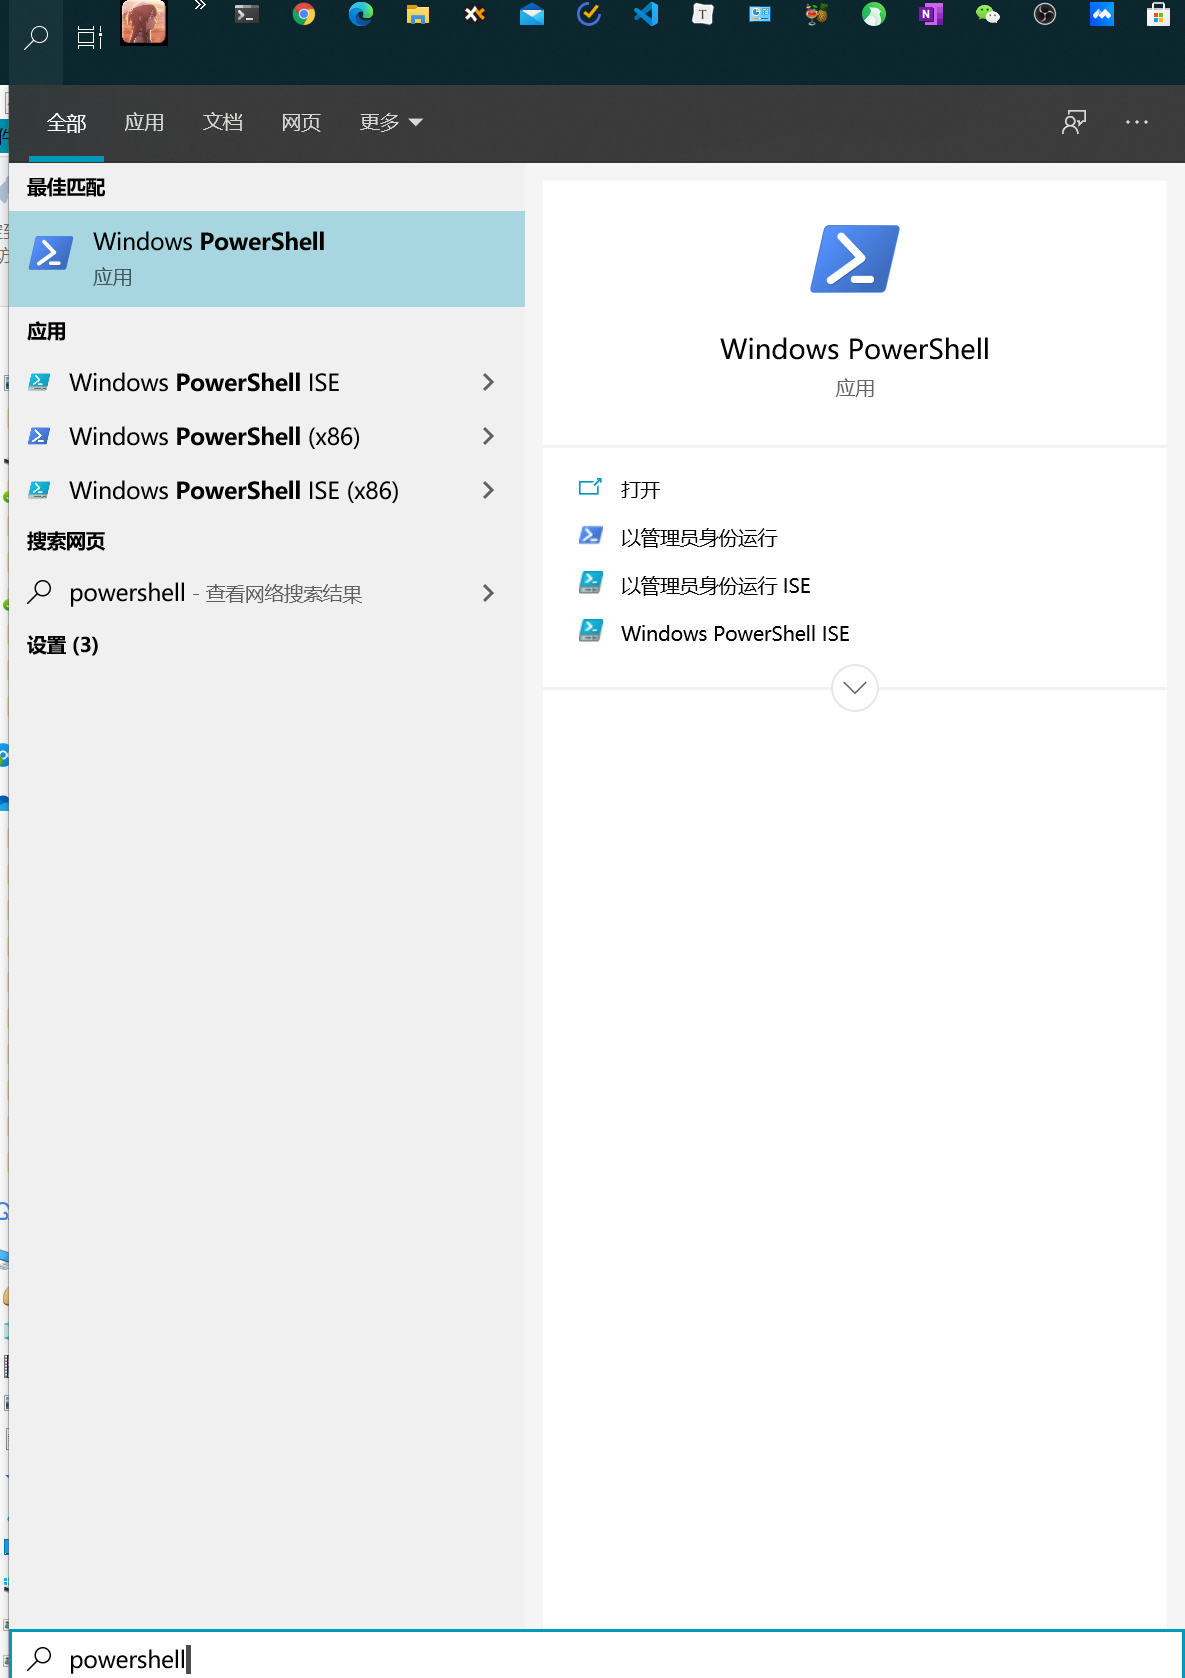 全部 应用 文档 网页 更多
最佳匹配
Windows PowerShell
应用
应用
Windows PowerShell ISE
Windows PowerShell (x86)
Windows PowerShell ISE (x86)
搜索网页
powershell - 查看网络搜索结果
设置 (3)
Windows PowerShell
应用
打开
以管理员身份运行
以管理员身份运行 ISE
Windows PowerShell ISE
powershell